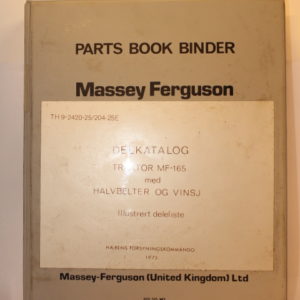 PARTS BOOK BINDER
Massey Ferguson
TH 9-2420-25/204-25E
DELKATALOG
TRAKTOR MF-165
med
HALVBELTER OG VINSJ
Illustrert deleliste
HÆRENS FORSYNINGSKOMMANDO
1973
Massey-Ferguson (United Kingdom) Ltd